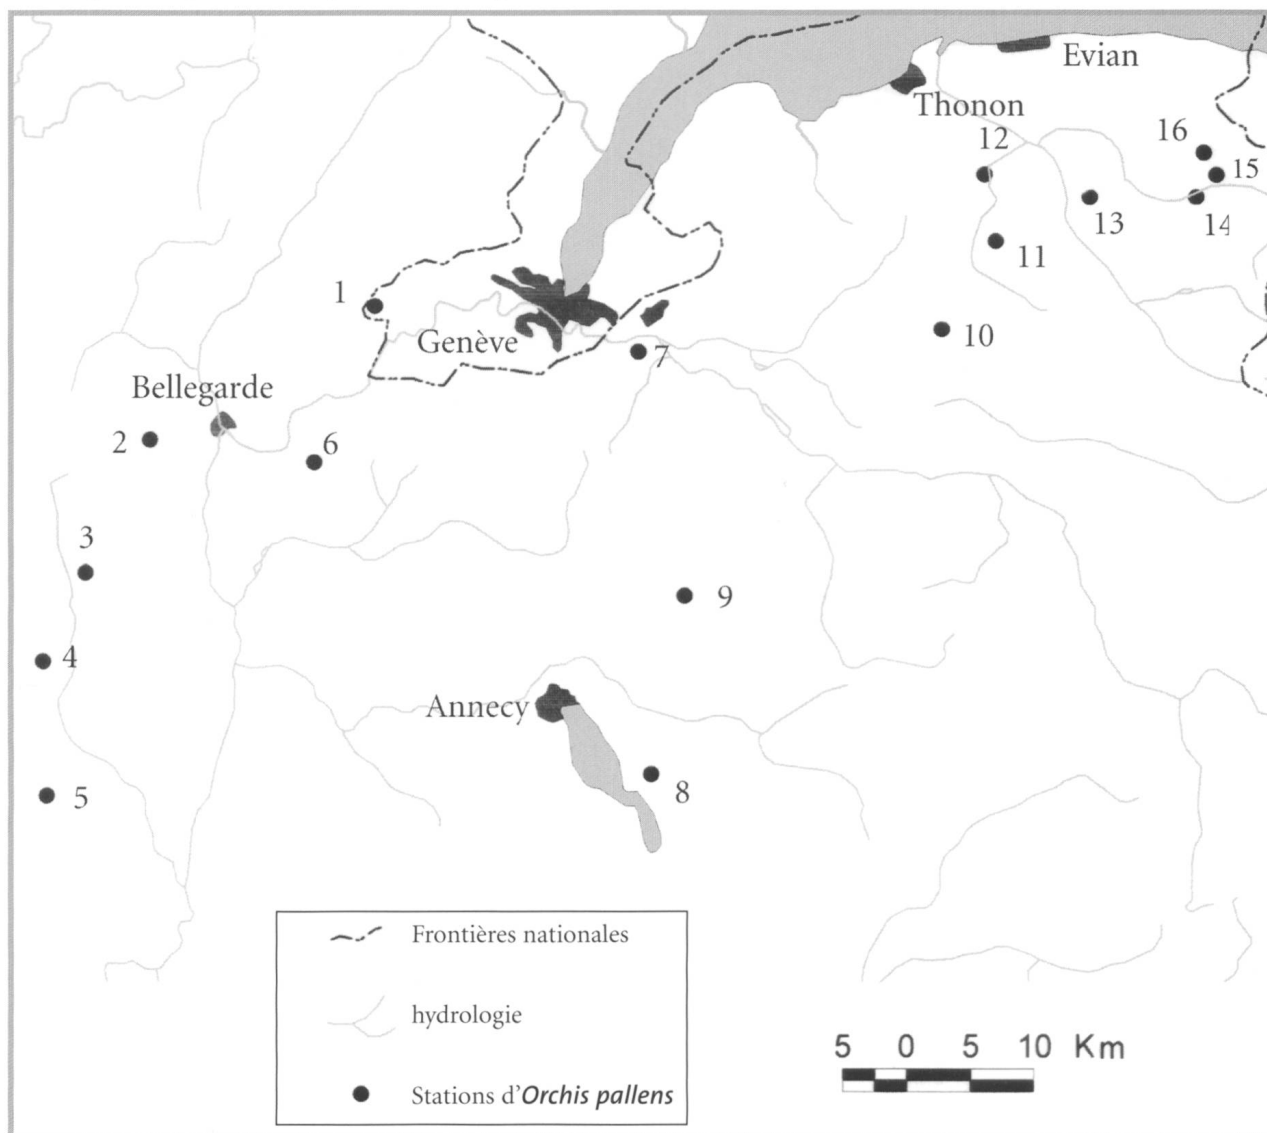 Evian
Thonon
12
16
15
13
14
11
1
10
Genève
7
Bellegarde
2
6
3
9
4
Annecy
8
5
Frontières nationales
hydrologie
Stations d'Orchis pallens
5 0 5 10 Km